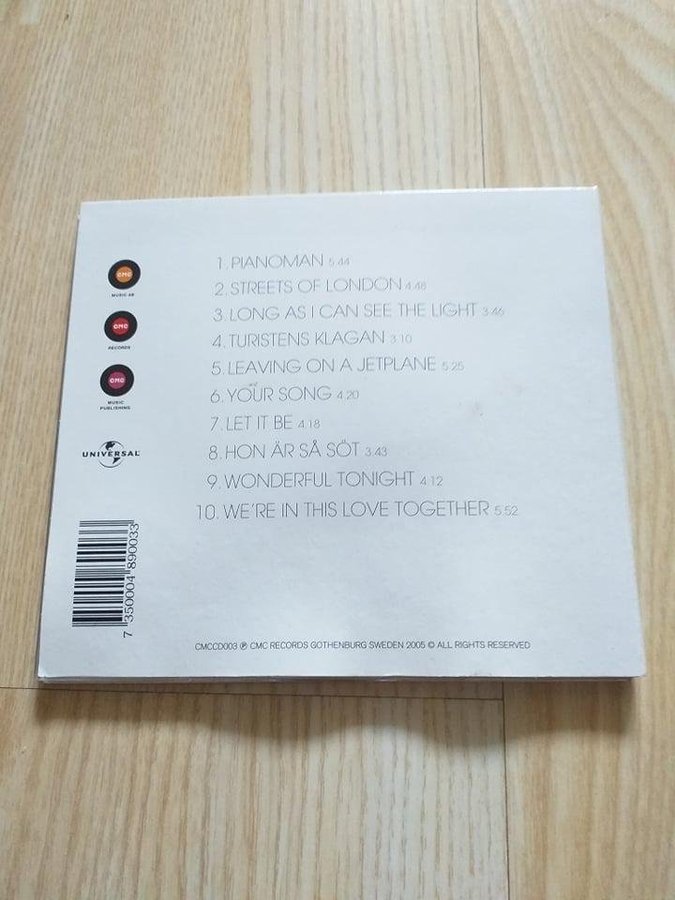 CMC
MUSIC AB
CMC
RECORDS
CMC
MUSIC
PUBLISHING
UNIVERSAL
7 350004 890033
1. PIANOMAN 5.44
2. STREETS OF LONDON 4.48
3. LONG AS I CAN SEE THE LIGHT 3.46
4. TURISTENS KLAGAN 3.10
5. LEAVING ON A JETPLANE 5.25
6. YOUR SONG 4.20
7. LET IT BE 4.18
8. HON ÄR SÅ SÖT 3.43
9. WONDERFUL TONIGHT 4.12
10. WE'RE IN THIS LOVE TOGETHER 5.52
CMCCD003 ℗ CMC RECORDS GOTHENBURG SWEDEN 2005 © ALL RIGHTS RESERVED